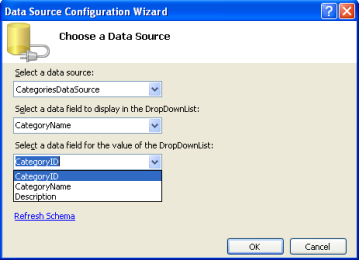 Data Source Configuration Wizard
Choose a Data Source
Select a data source:
CategoriesDataSource
Select a data field to display in the DropDownList:
CategoryName
Select a data field for the value of the DropDownList:
CategoryID
CategoryID
CategoryName
Description
Refresh Schema
OK Cancel